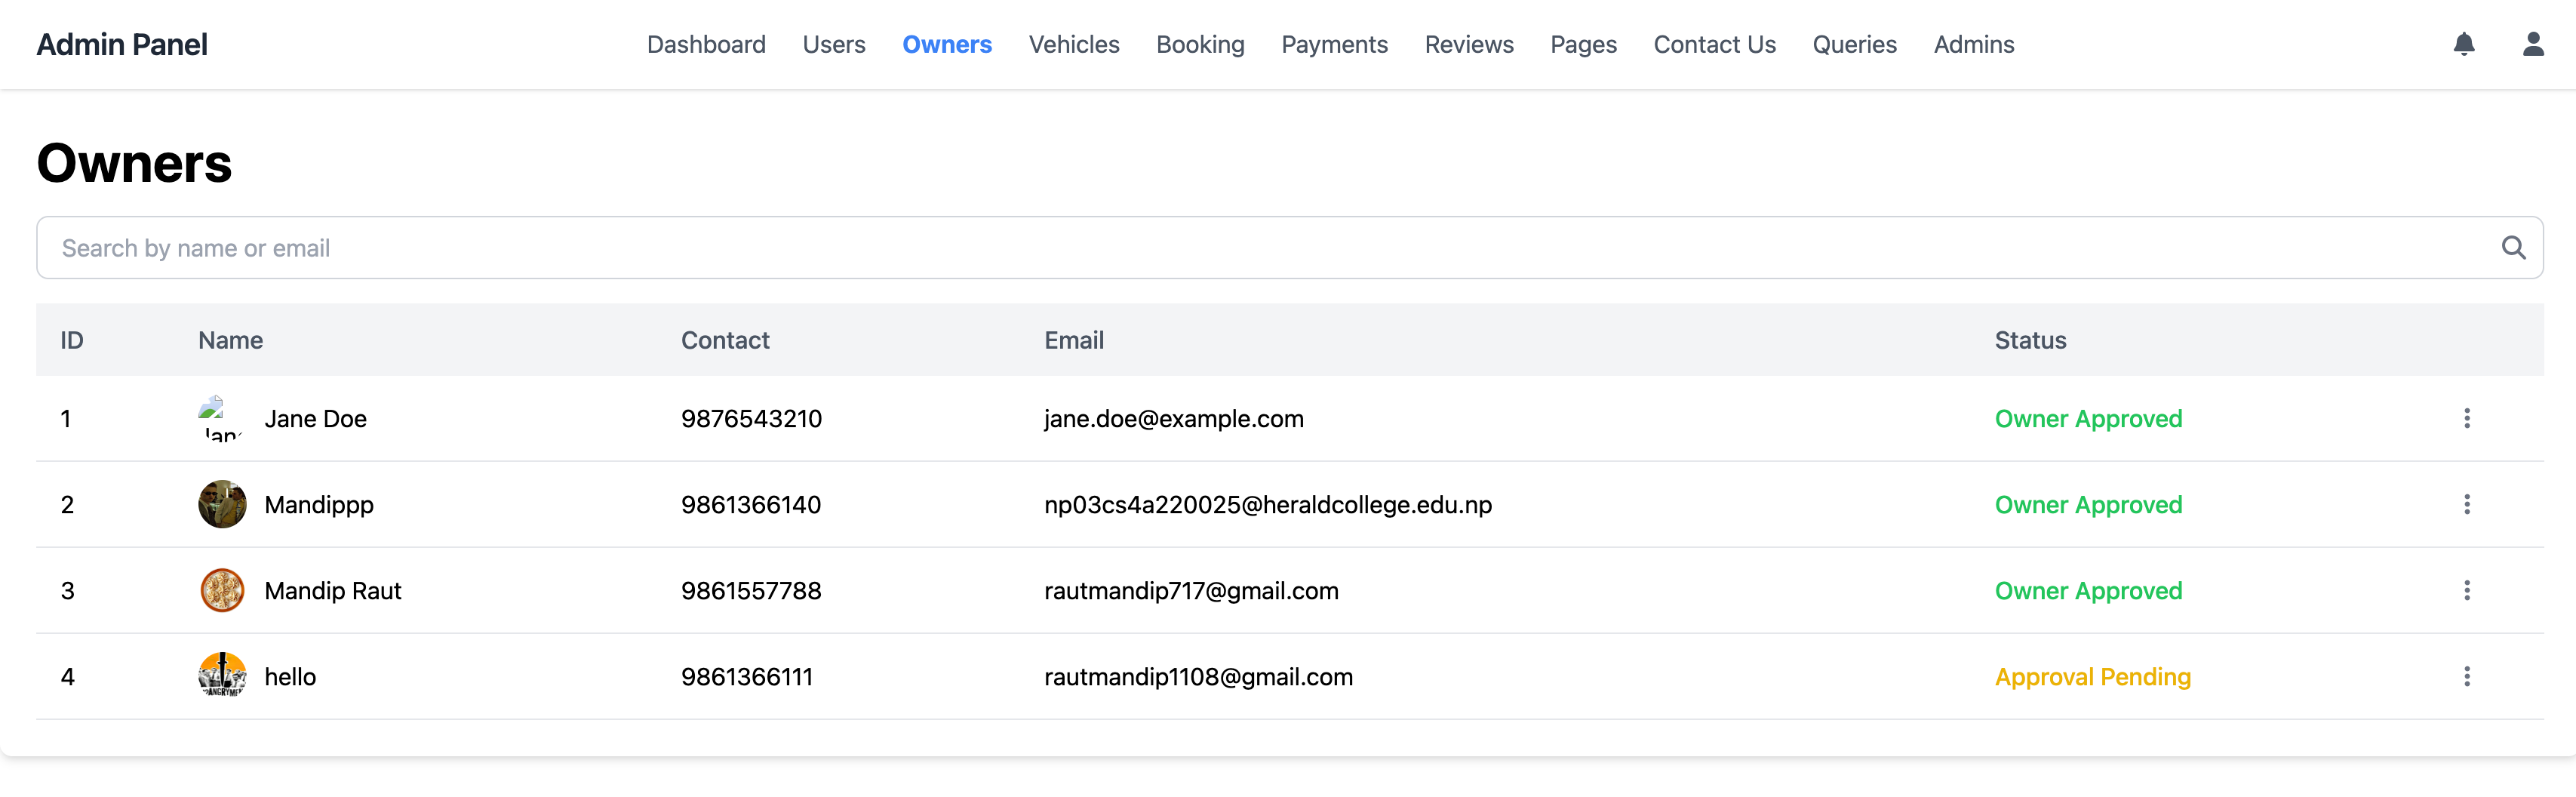 Admin Panel Dashboard Users Owners Vehicles Booking Payments Reviews Pages Contact Us Queries Admins
Owners
Search by name or email
ID Name Contact Email Status
1 Jane Doe 9876543210 jane.doe@example.com Owner Approved
2 Mandippp 9861366140 np03cs4a220025@heraldcollege.edu.np Owner Approved
3 Mandip Raut 9861557788 rautmandip717@gmail.com Owner Approved
4 hello 9861366111 rautmandip1108@gmail.com Approval Pending